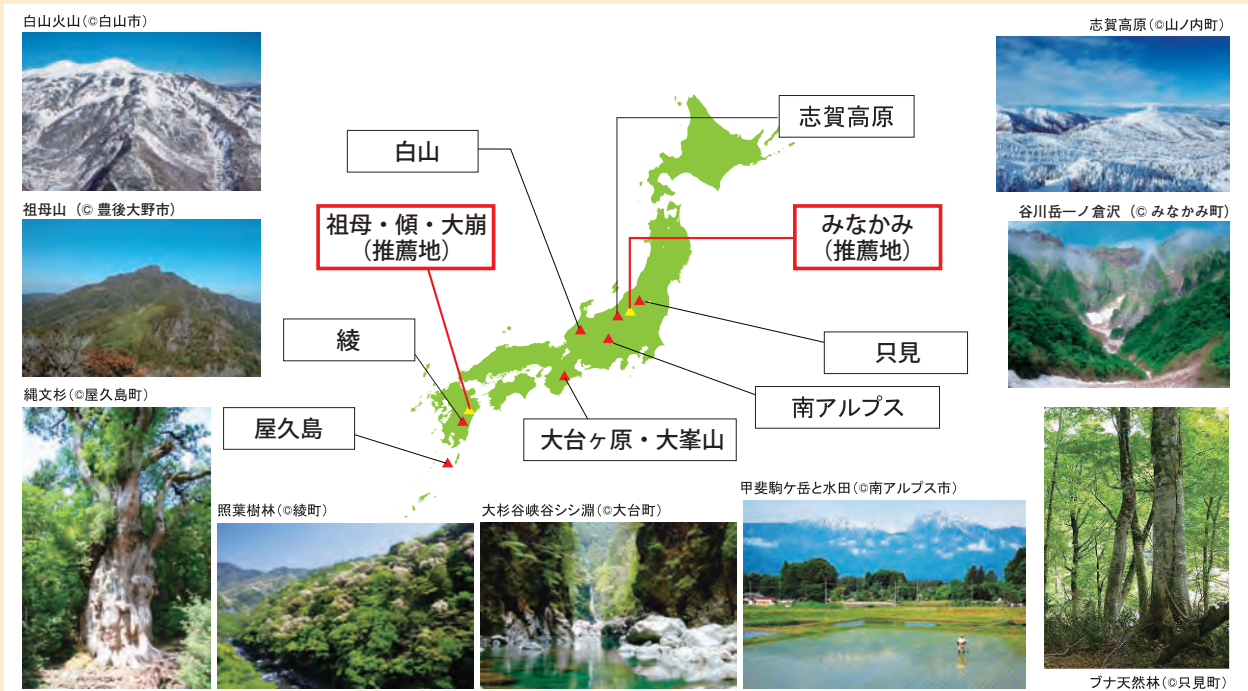 白山火山(©白山市)
志賀高原(©山ノ内町)
志賀高原
白山
祖母山 (© 豊後大野市)
谷川岳一ノ倉沢 (© みなかみ町)
祖母・傾・大崩
(推薦地)
みなかみ
(推薦地)
綾
只見
縄文杉(©屋久島町)
南アルプス
屋久島
大台ヶ原・大峯山
甲斐駒ケ岳と水田(©南アルプス市)
照葉樹林(©綾町)
大杉谷峡谷シシ淵(©大台町)
ブナ天然林(©只見町)